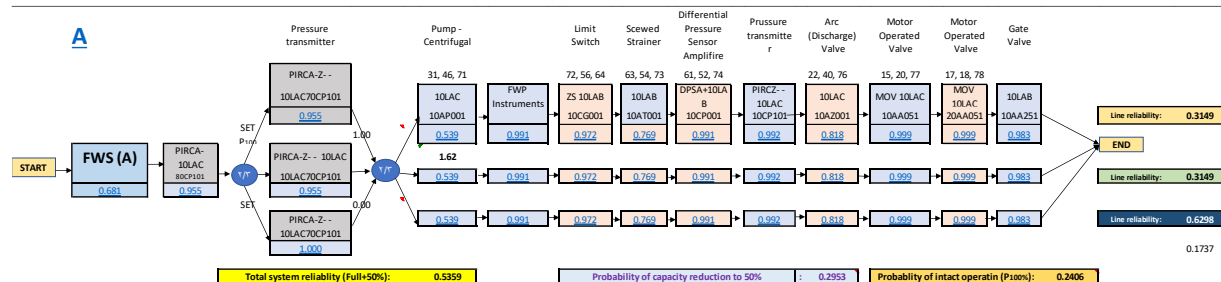 A
Pressure
transmitter
Pump -
Centrifugal
Limit
Switch
Scewed
Strainer
Differential
Pressure
Sensor
Amplifire
Prussure
transmitte
r
Arc
(Discharge)
Valve
Motor
Operated
Valve
Motor
Operated
Valve
Gate
Valve
31, 46, 71
72, 56, 64
63, 54, 73
61, 52, 74
22, 40, 76
15, 20, 77
17, 18, 78
PIRCA-Z- -
10LAC70CP101
0.955
10LAC
10AP001
0.539
FWP
Instruments
0.991
ZS 10LAB
10CG001
0.972
10LAB
10AT001
0.769
DPSA+10LA
B
10CP001
0.991
PIRCZ- -
10LAC
10CP101
0.992
10LAC
10AZ001
0.818
MOV 10LAC
10AA051
0.999
MOV
10LAC
20AA051
0.999
10LAB
10AA251
0.983
Line reliability: 0.3149
SET
P100
1.00
START
FWS (A)
0.681
PIRCA-
10LAC
80CP101
0.955
۲/۳
PIRCA-Z- - 10LAC
10LAC70CP101
0.955
۲/۳
1.62
0.539
0.991
0.972
0.769
0.991
0.992
0.818
0.999
0.999
0.983
END
Line reliability: 0.3149
SET
0.00
PIRCA-Z- -
10LAC70CP101
1.000
0.539
0.991
0.972
0.769
0.991
0.992
0.818
0.999
0.999
0.983
Line reliability: 0.6298
0.1737
Total system reliablity (Full+50%): 0.5359
Probability of capacity reduction to 50% : 0.2953
Probablity of intact operatin (P100%): 0.2406